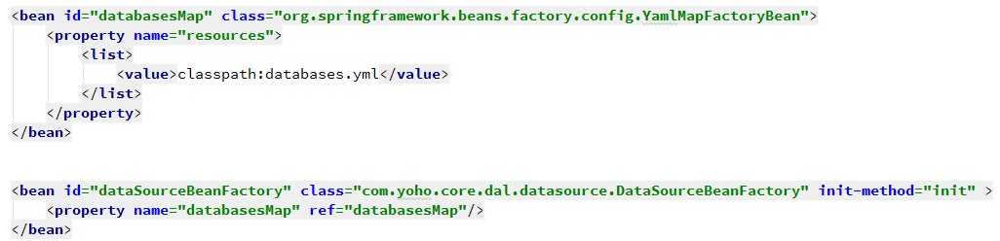 <bean id="databasesMap" class="org.springframework.beans.factory.config.YamlMapFactoryBean">
    <property name="resources">
        <list>
            <value>classpath:databases.yml</value>
        </list>
    </property>
</bean>
<bean id="dataSourceBeanFactory" class="com.yoho.core.dal.datasource.DataSourceBeanFactory" init-method="init" >
    <property name="databasesMap" ref="databasesMap"/>
</bean>